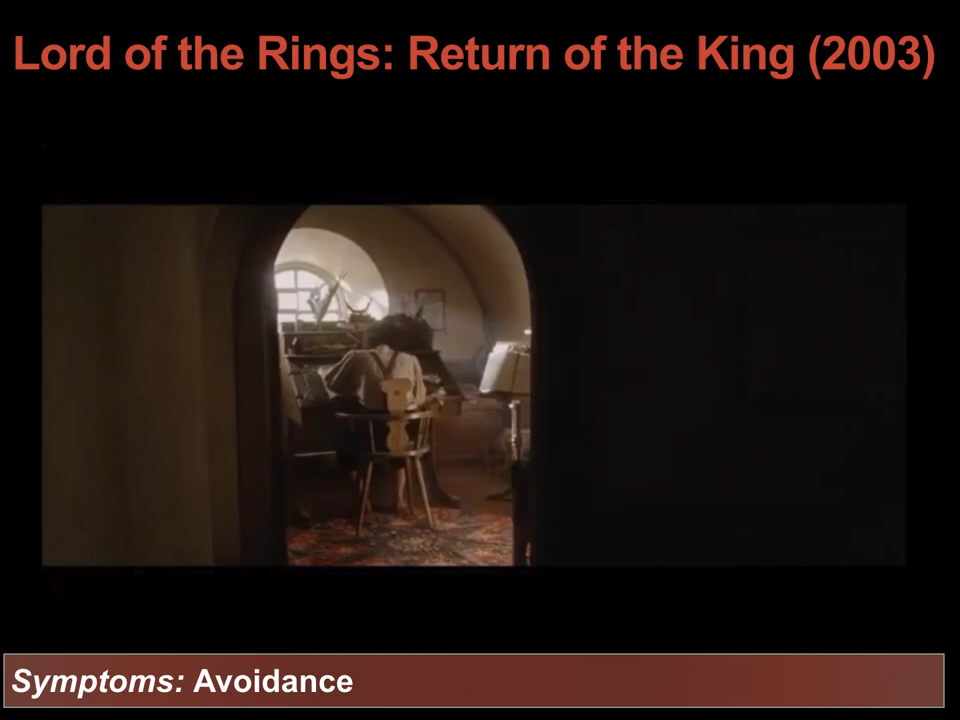 Lord of the Rings: Return of the King (2003)
Symptoms: Avoidance